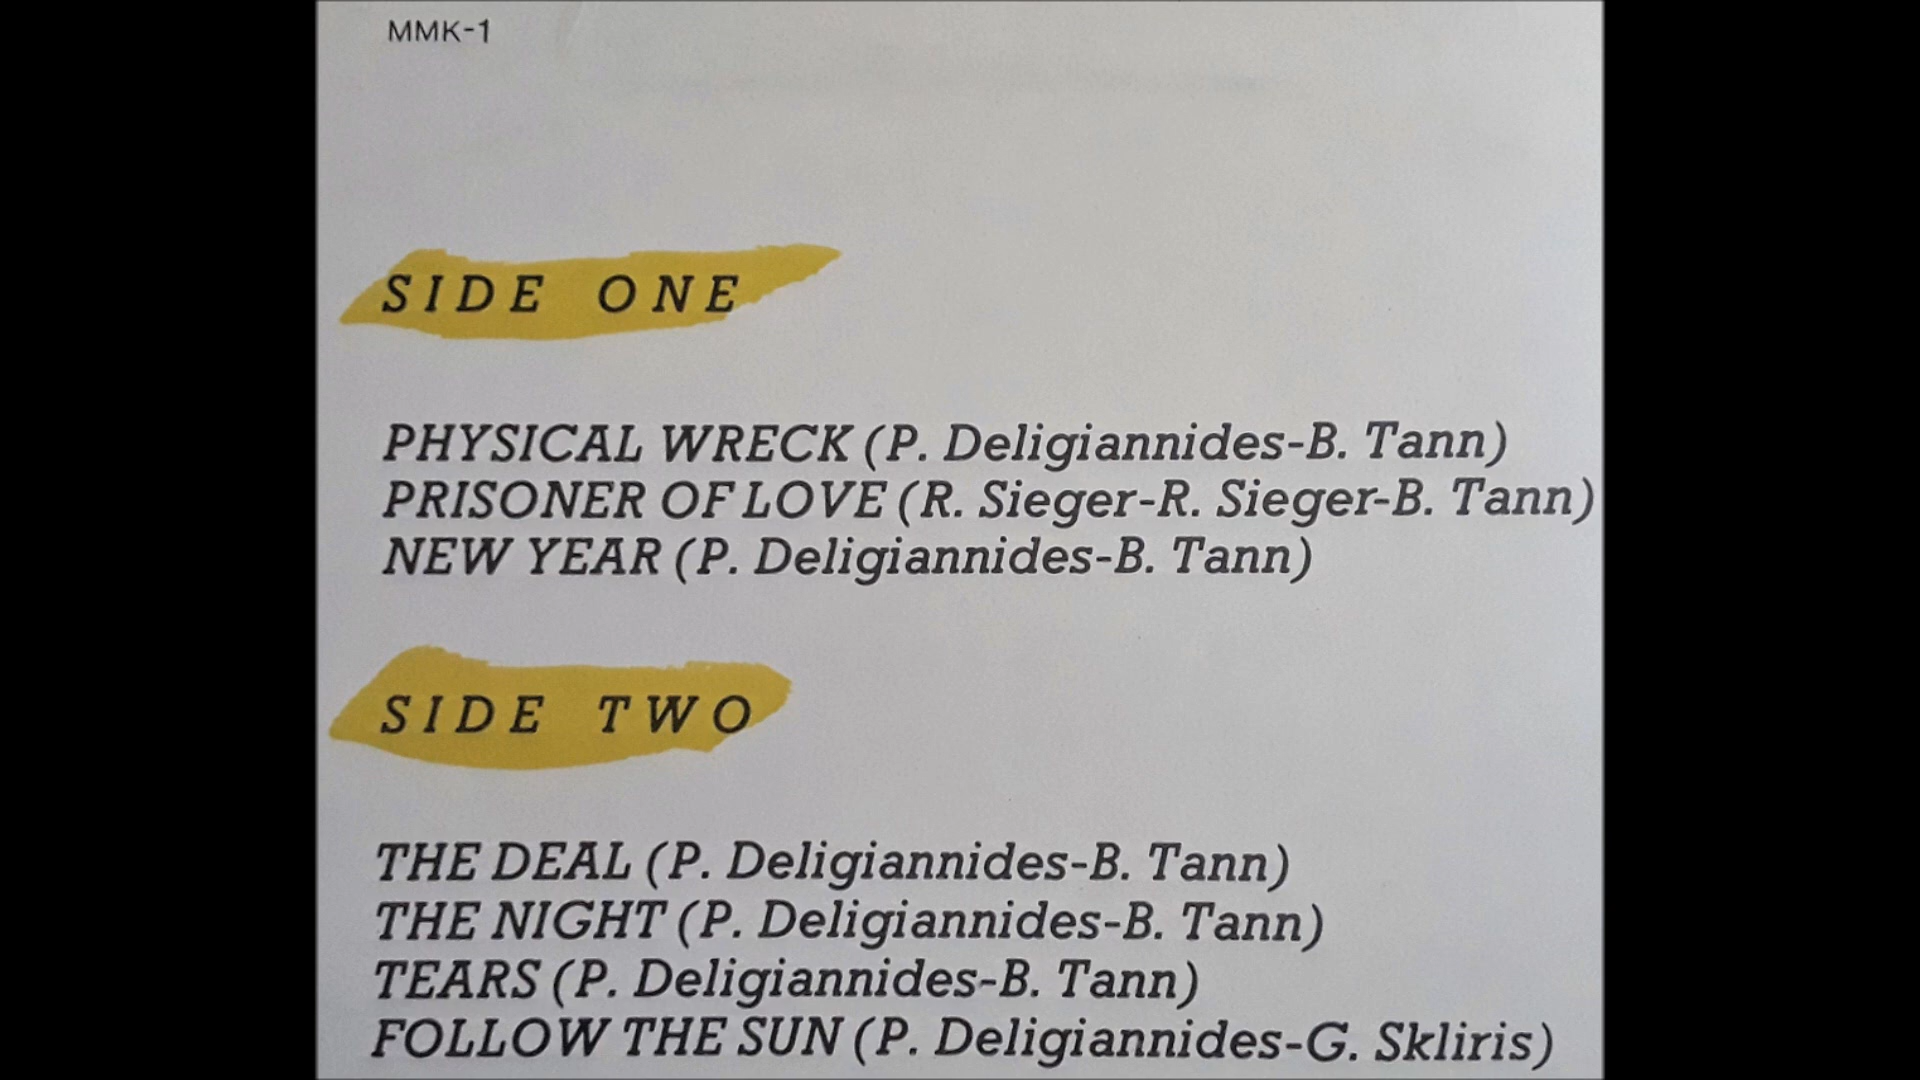 MMK-1
SIDE ONE
PHYSICAL WRECK (P. Deligiannides-B. Tann)
PRISONER OF LOVE (R. Sieger-R. Sieger-B. Tann)
NEW YEAR (P. Deligiannides-B. Tann)
SIDE TWO
THE DEAL (P. Deligiannides-B. Tann)
THE NIGHT (P. Deligiannides-B. Tann)
TEARS (P. Deligiannides-B. Tann)
FOLLOW THE SUN (P. Deligiannides-G. Skliris)